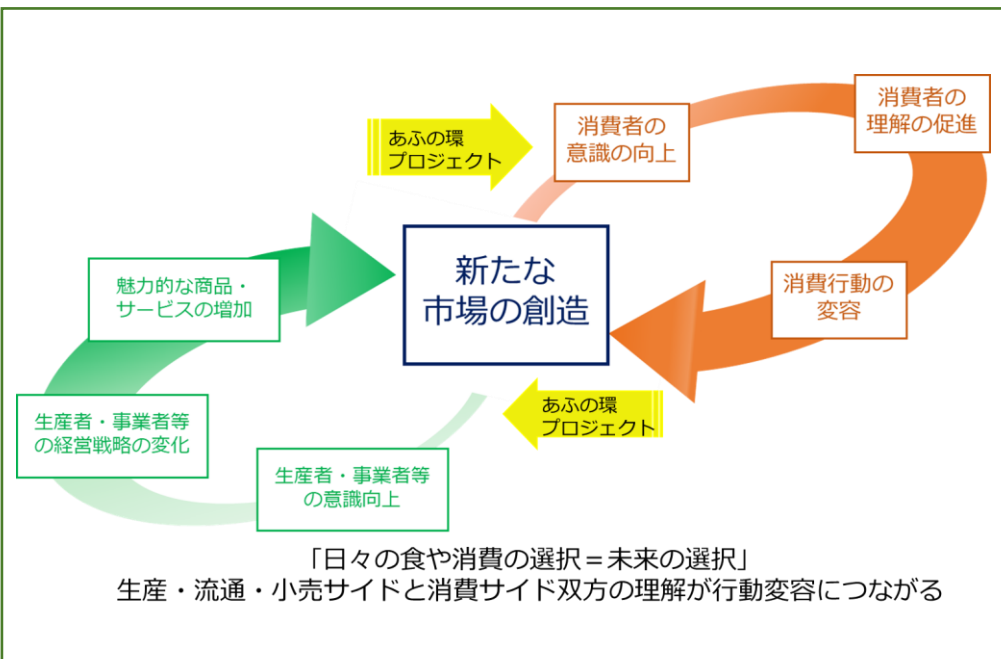 あふの環
プロジェクト
消費者の
意識の向上
消費者の
理解の促進
消費行動の
変容
新たな
市場の創造
魅力的な商品・
サービスの増加
生産者・事業者等
の経営戦略の変化
生産者・事業者等
の意識向上
あふの環
プロジェクト
「日々の食や消費の選択＝未来の選択」
生産・流通・小売サイドと消費サイド双方の理解が行動変容につながる